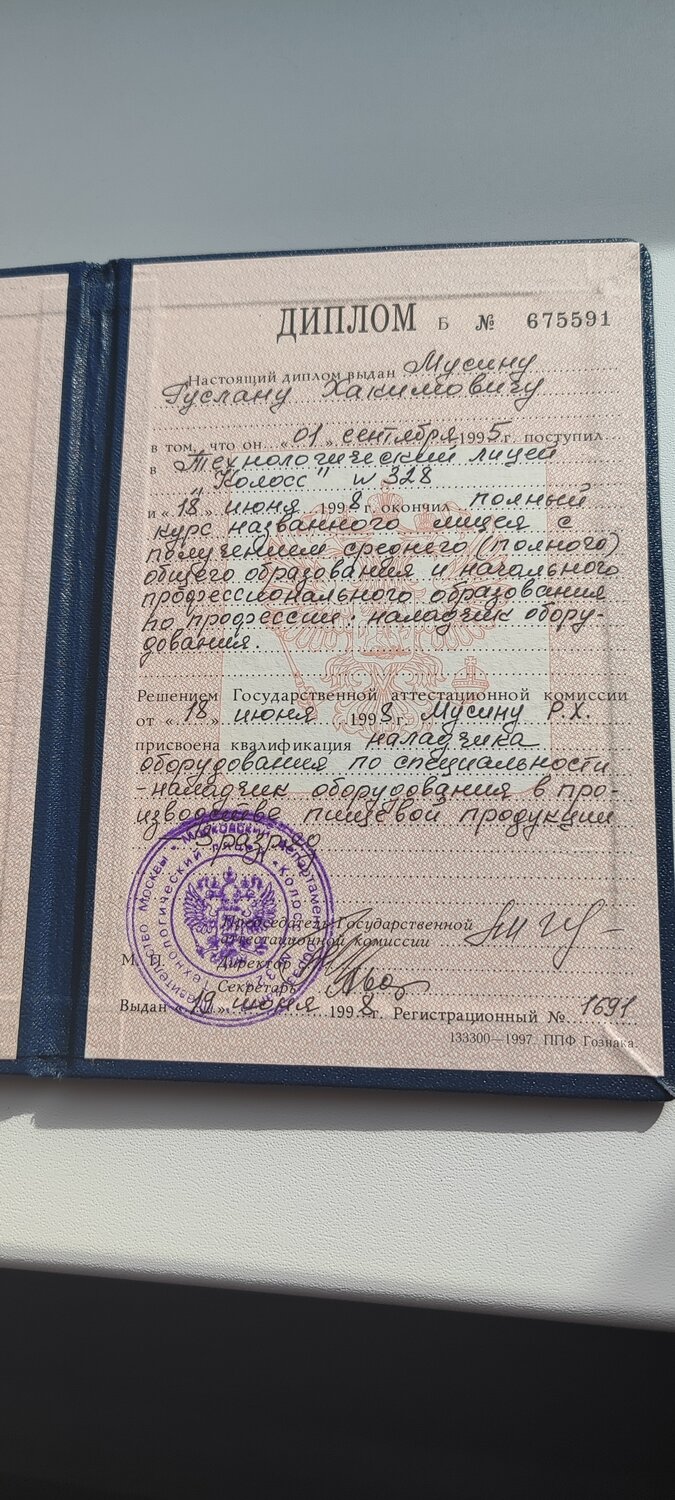 ДИПЛОМ Б № 675591
Настоящий диплом выдан Мусину
Руслану Хакимовичу
в том, что он „01„ сентября 1995 г. поступил
в Технологический лицей
„Колосс" N 328
и „18„ июня 1998 г. окончил полный
курс названного лицея с
получением среднего (полного)
общего образования и начального
профессионального образования
по профессии: наладчик обору-
дования.
Решением Государственной аттестационной комиссии
от „18„ июня 1998 г. Мусину Р.Х.
присвоена квалификация наладчика
оборудования по специальности
- наладчик оборудования в про-
изводстве пищевой продукции
разряд
Председатель Государственной
аттестационной комиссии
М. П. Директор
Секретарь
Выдан „19„ июня 1998 г. Регистрационный № 1691
133300—1997. ППФ Гознака.